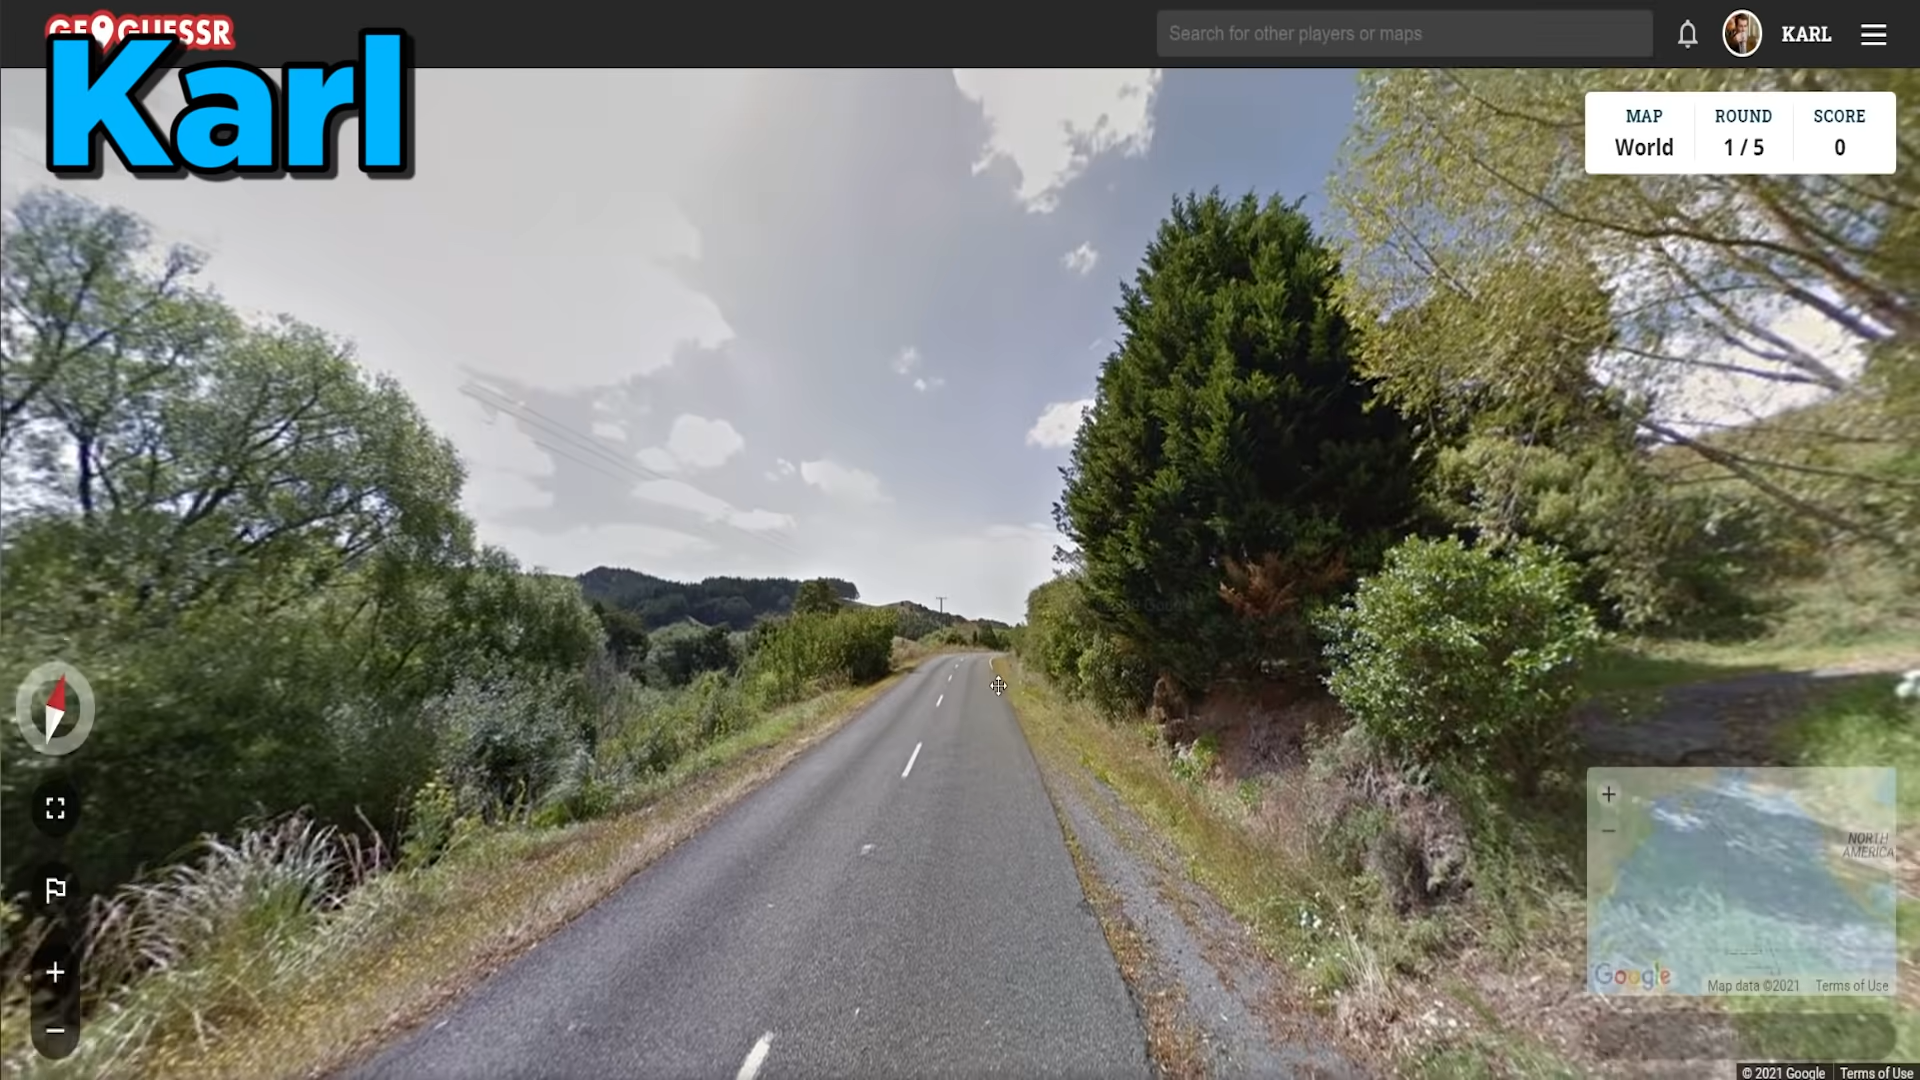 GEOGUESSR
Karl
Search for other players or maps
KARL
MAP
ROUND
SCORE
World
1 / 5
0
NORTH
AMERICA
Google
Map data ©2021
Terms of Use
© 2021 Google
Terms of Use